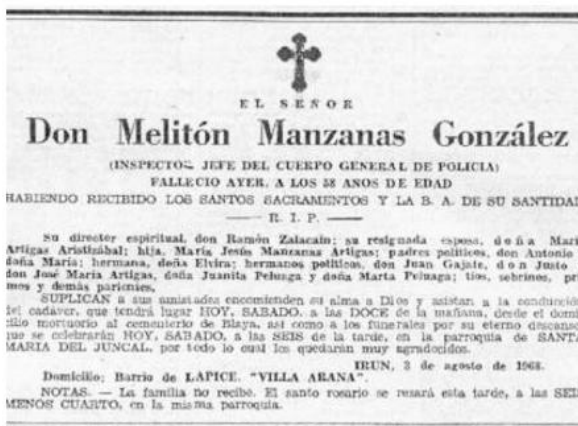 EL SEÑOR
Don Melitón Manzanas González
(INSPECTOR JEFE DEL CUERPO GENERAL DE POLICIA)
FALLECIO AYER, A LOS 58 AÑOS DE EDAD
HABIENDO RECIBIDO LOS SANTOS SACRAMENTOS Y LA B. A. DE SU SANTIDAD
— R. I. P. —
Su director espiritual, don Ramón Zalacain; su resignada esposa, doña María
Artigas Aristizábal; hija, María Jesús Manzanas Artigas; padres políticos, don Antonio
doña María; hermana, doña Elvira; hermanos políticos, don Juan Gajate, don Justo
don José María Artigas, doña Juanita Peluaga y doña Marta Peluaga; tíos, sobrinos, pri
mos y demás parientes.
SUPLICAN a sus amistades encomienden su alma a Dios y asistan a la conducción
del cadáver, que tendrá lugar HOY, SABADO, a las DOCE de la mañana, desde el domi
cilio mortuorio al cementerio de Blaya, así como a los funerales por su eterno descanso
que se celebrarán HOY, SABADO, a las SEIS de la tarde, en la parroquia de SANTA
MARIA DEL JUNCAL, por todo lo cual les quedarán muy agradecidos.
IRUN, 3 de agosto de 1968.
Domicilio: Barrio de LAPICE. "VILLA ARANA".
NOTAS. — La familia no recibe. El santo rosario se rezará esta tarde, a las SEIS
MENOS CUARTO, en la misma parroquia.